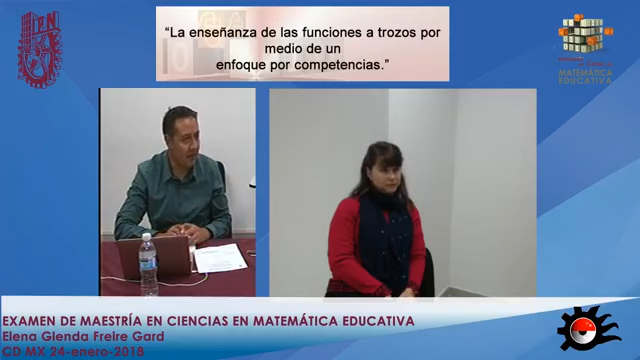 IPN
“La enseñanza de las funciones a trozos por
medio de un
enfoque por competencias.”
MATEMÁTICA
EDUCATIVA
EXAMEN DE MAESTRÍA EN CIENCIAS EN MATEMÁTICA EDUCATIVA
Elena Glenda Freire Gard
CD MX 24-enero-2018